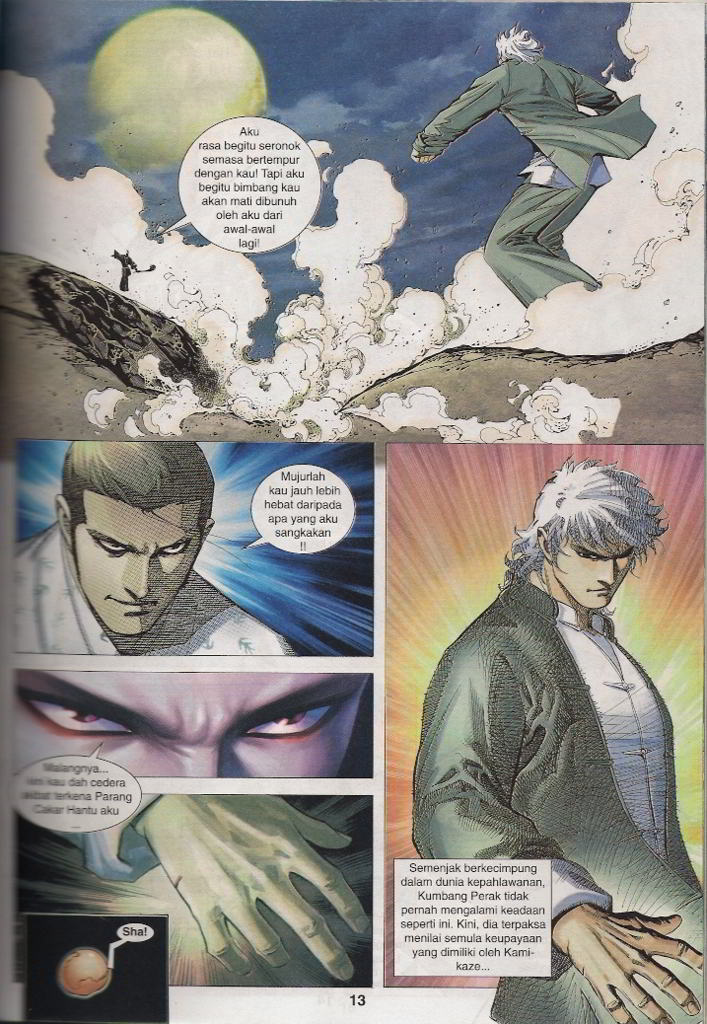 Aku
rasa begitu seronok
semasa bertempur
dengan kau! Tapi aku
begitu bimbang kau
akan mati dibunuh
oleh aku dari
awal-awal
lagi!
Mujurlah
kau jauh lebih
hebat daripada
apa yang aku
sangkakan
!!
Malangnya...
kini kau dah cedera
akibat terkena Parang
Cakar Hantu aku
...
Sha!
Semenjak berkecimpung
dalam dunia kepahlawanan,
Kumbang Perak tidak
pernah mengalami keadaan
seperti ini. Kini, dia terpaksa
menilai semula keupayaan
yang dimiliki oleh Kami-
kaze...
13